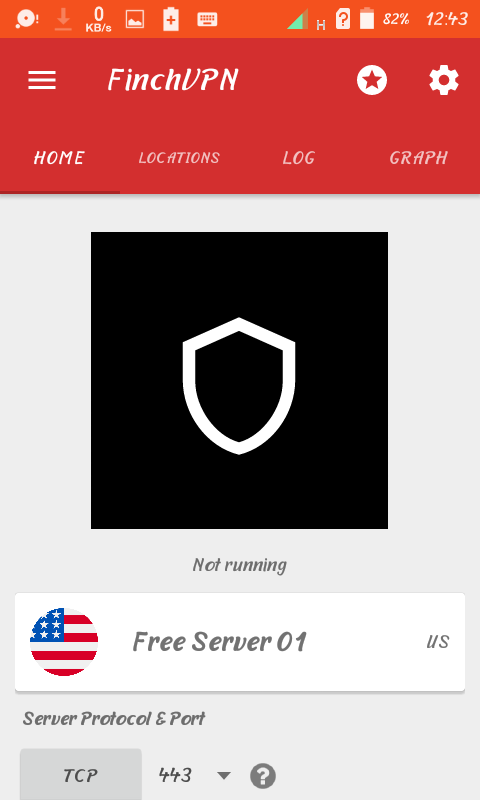 0
KB/s
H
82%
12:43
FinchVPN
HOME
LOCATIONS
LOG
GRAPH
Not running
Free Server 01
US
Server Protocol & Port
TCP
443